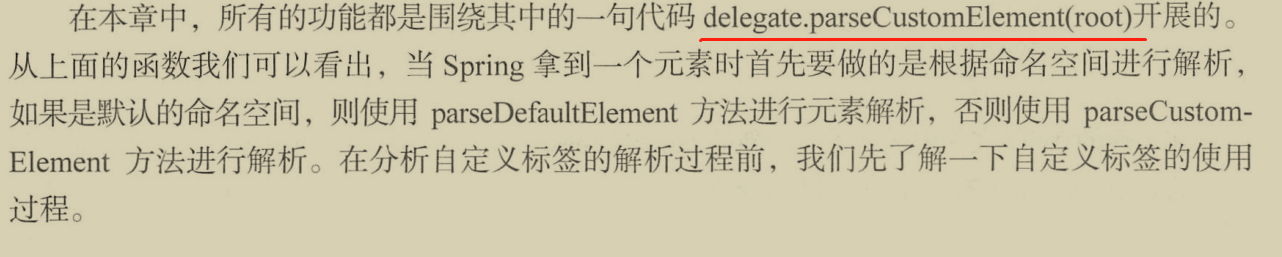 在本章中，所有的功能都是围绕其中的一句代码 delegate.parseCustomElement(root)开展的。
从上面的函数我们可以看出，当 Spring 拿到一个元素时首先要做的是根据命名空间进行解析，
如果是默认的命名空间，则使用 parseDefaultElement 方法进行元素解析，否则使用 parseCustom-
Element 方法进行解析。在分析自定义标签的解析过程前，我们先了解一下自定义标签的使用
过程。